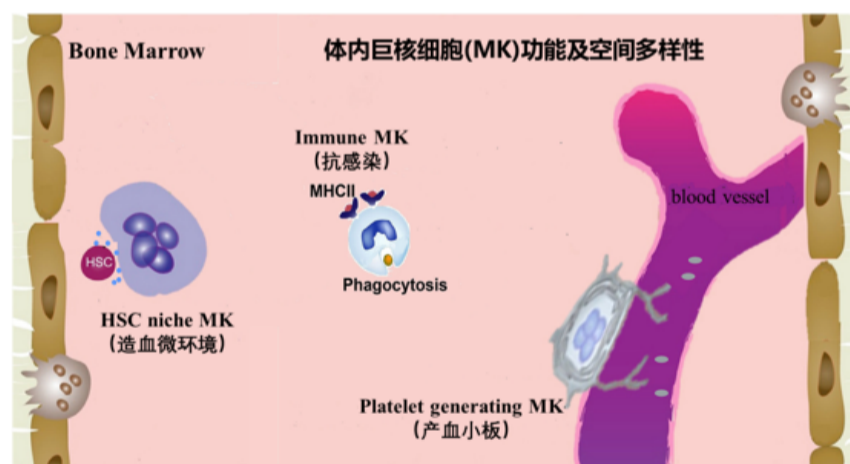 Bone Marrow
体内巨核细胞(MK)功能及空间多样性
Immune MK
（抗感染）
MHCII
blood vessel
HSC
Phagocytosis
HSC niche MK
（造血微环境）
Platelet generating MK
（产血小板）